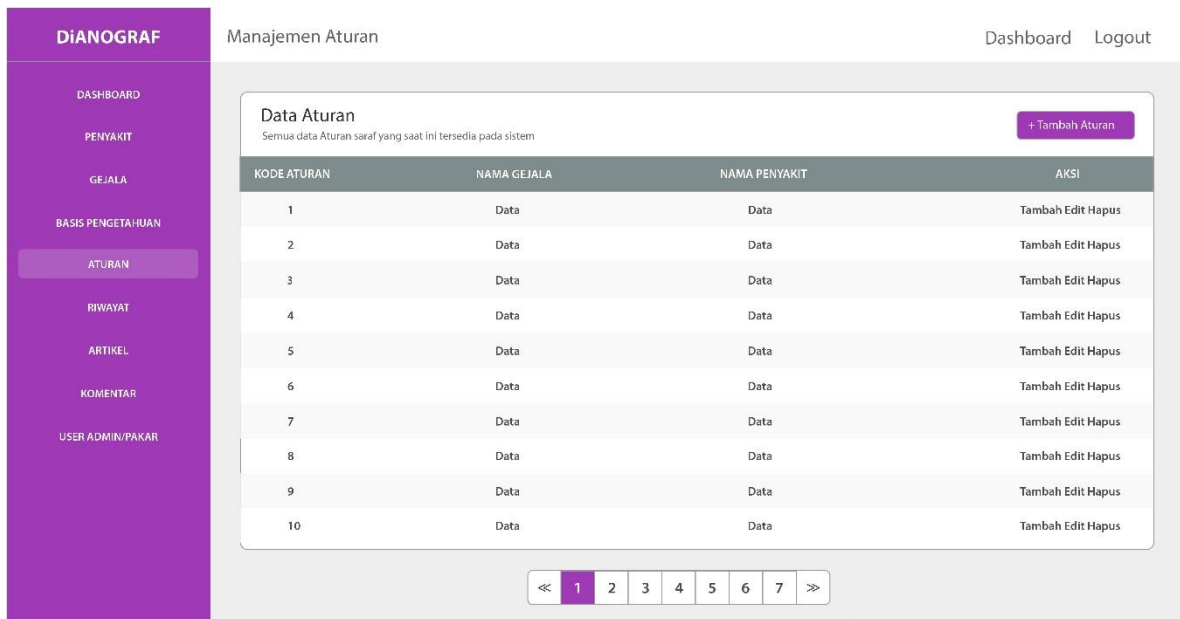 DiANOGRAF
Manajemen Aturan
Dashboard Logout
DASHBOARD
PENYAKIT
GEJALA
BASIS PENGETAHUAN
ATURAN
RIWAYAT
ARTIKEL
KOMENTAR
USER ADMIN/PAKAR
Data Aturan
Semua data Aturan saraf yang saat ini tersedia pada sistem
+ Tambah Aturan
KODE ATURAN NAMA GEJALA NAMA PENYAKIT AKSI
1 Data Data Tambah Edit Hapus
2 Data Data Tambah Edit Hapus
3 Data Data Tambah Edit Hapus
4 Data Data Tambah Edit Hapus
5 Data Data Tambah Edit Hapus
6 Data Data Tambah Edit Hapus
7 Data Data Tambah Edit Hapus
8 Data Data Tambah Edit Hapus
9 Data Data Tambah Edit Hapus
10 Data Data Tambah Edit Hapus
≪ 1 2 3 4 5 6 7 ≫